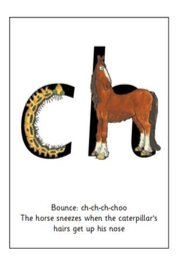 ch
Bounce: ch-ch-ch-choo
The horse sneezes when the caterpillar's
hairs get up his nose